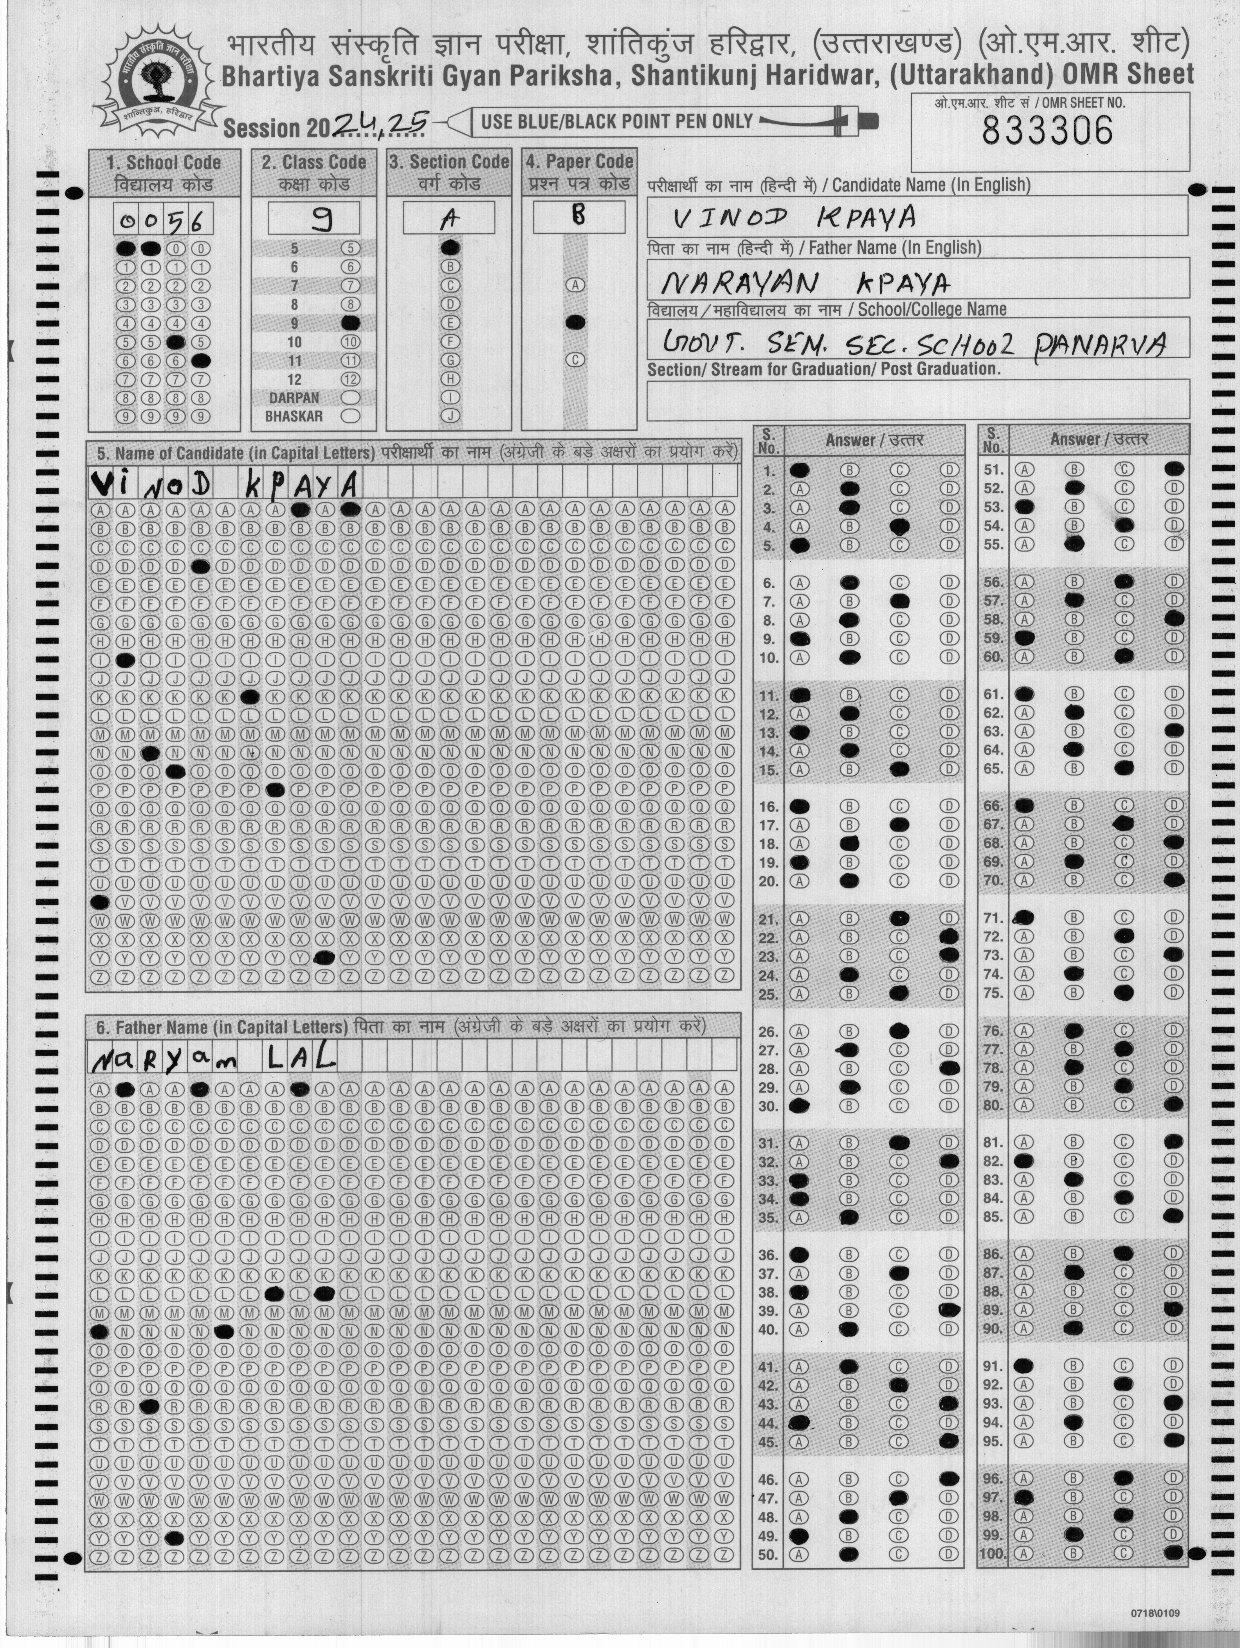 भारतीय संस्कृति ज्ञान परीक्षा, शांतिकुंज हरिद्वार, (उत्तराखण्ड) (ओ.एम.आर. शीट)
Bhartiya Sanskriti Gyan Pariksha, Shantikunj Haridwar, (Uttarakhand) OMR Sheet
Session 2024,25
USE BLUE/BLACK POINT PEN ONLY
ओ.एम.आर. शीट सं / OMR SHEET NO.
833306
1. School Code
विद्यालय कोड
0056
2. Class Code
कक्षा कोड
9
5
6
7
8
9
10
11
12
DARPAN
BHASKAR
3. Section Code
वर्ग कोड
A
4. Paper Code
प्रश्न पत्र कोड
B
परीक्षार्थी का नाम (हिन्दी में) / Candidate Name (In English)
VINOD KPAYA
पिता का नाम (हिन्दी में) / Father Name (In English)
NARAYAN KPAYA
विद्यालय/महाविद्यालय का नाम / School/College Name
GOVT. SEM. SEC. SCHOOL PANARVA
Section/ Stream for Graduation/ Post Graduation.
5. Name of Candidate (in Capital Letters) परीक्षार्थी का नाम (अंग्रेजी के बड़े अक्षरों का प्रयोग करें)
ViNOD KPAYA
6. Father Name (in Capital Letters) पिता का नाम (अंग्रेजी के बड़े अक्षरों का प्रयोग करें)
NaRyan LAL
S. No. Answer / उत्तर
S. No. Answer / उत्तर
0718\0109